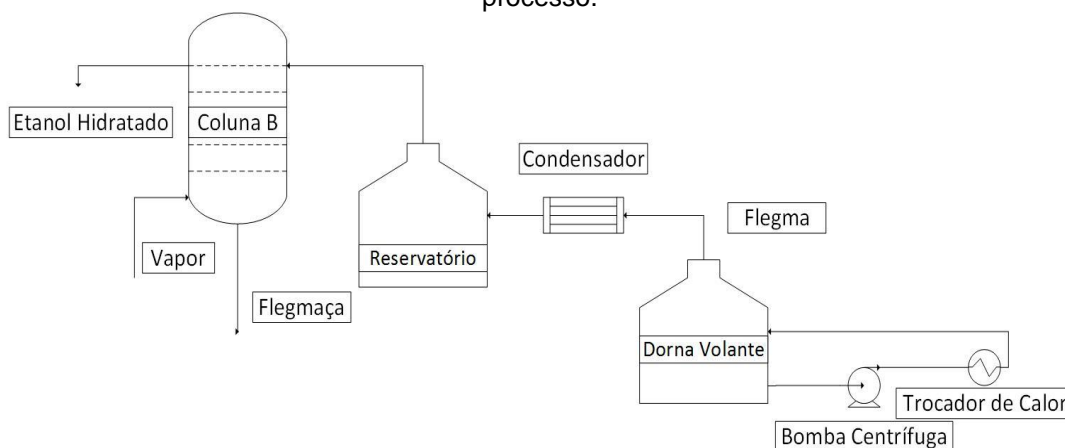 processo.
Etanol Hidratado
Coluna B
Condensador
Flegma
Vapor
Reservatório
Flegmaça
Dorna Volante
Trocador de Calor
Bomba Centrífuga